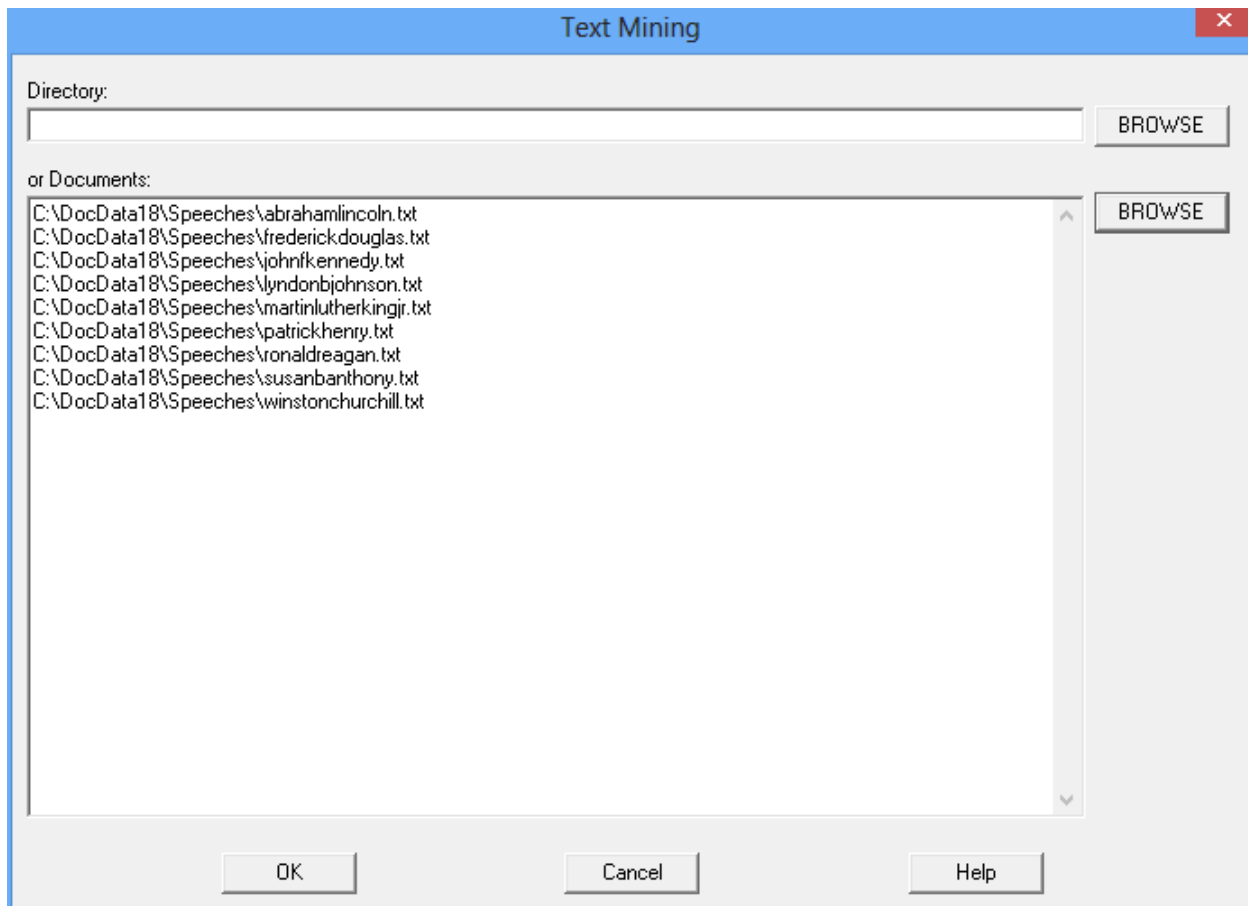 Text Mining
Directory:
BROWSE
or Documents:
BROWSE
C:\DocData18\Speeches\abrahamlincoln.txt
C:\DocData18\Speeches\frederickdouglas.txt
C:\DocData18\Speeches\johnfkennedy.txt
C:\DocData18\Speeches\lyndonbjohnson.txt
C:\DocData18\Speeches\martinlutherkingjr.txt
C:\DocData18\Speeches\patrickhenry.txt
C:\DocData18\Speeches\ronaldreagan.txt
C:\DocData18\Speeches\susanbanthony.txt
C:\DocData18\Speeches\winstonchurchill.txt
OK
Cancel
Help